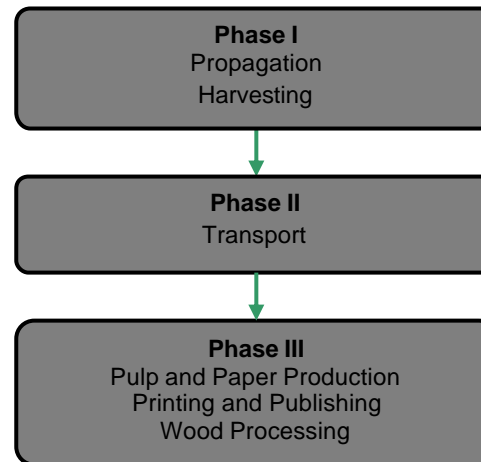 Phase I
Propagation
Harvesting
Phase II
Transport
Phase III
Pulp and Paper Production
Printing and Publishing
Wood Processing